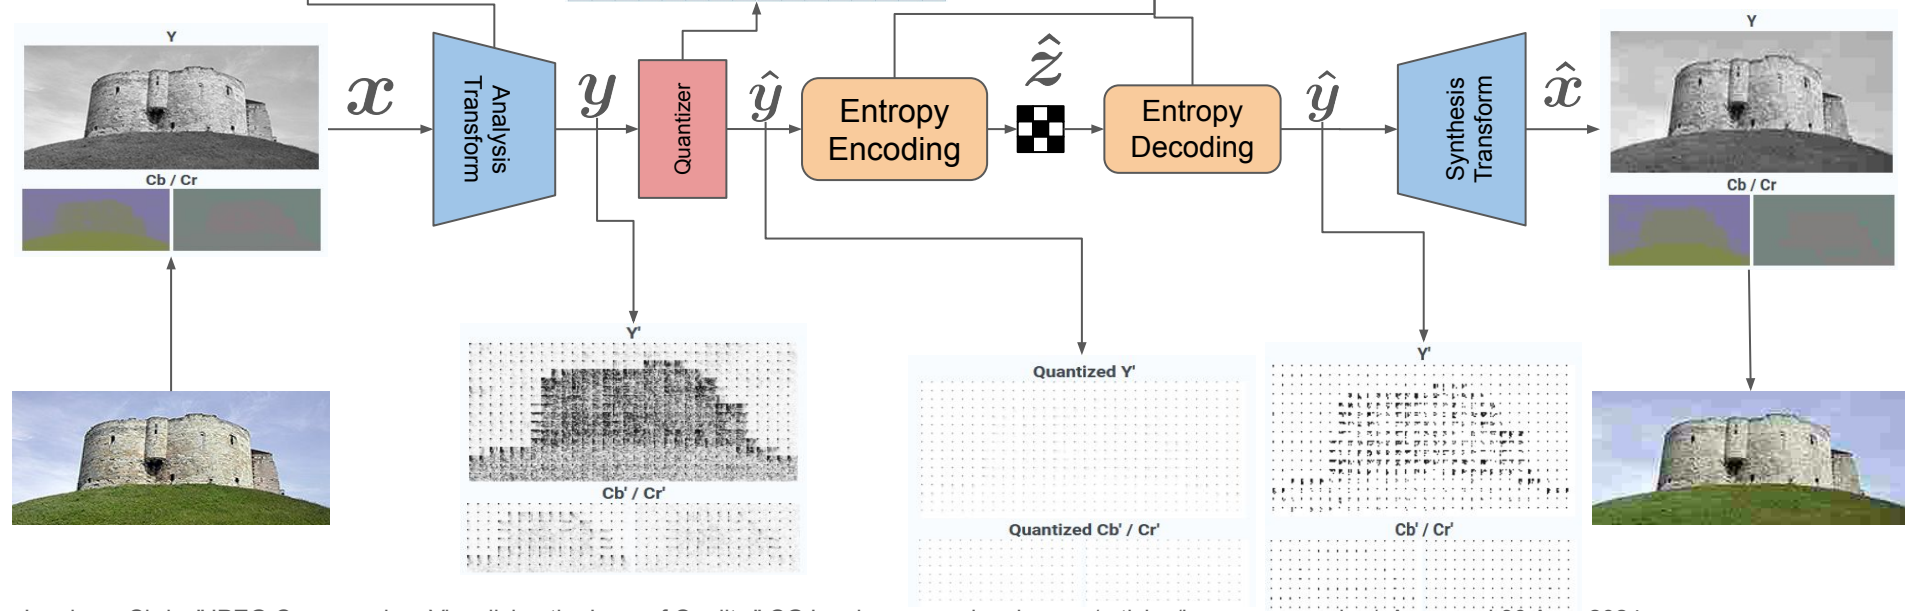 Y
Cb / Cr
x
Analysis
Transform
y
Quantizer
ŷ
Entropy
Encoding
ẑ
Entropy
Decoding
ŷ
Synthesis
Transform
x̂
Y
Cb / Cr
Y'
Cb' / Cr'
Quantized Y'
Quantized Cb' / Cr'
Y'
Cb' / Cr'